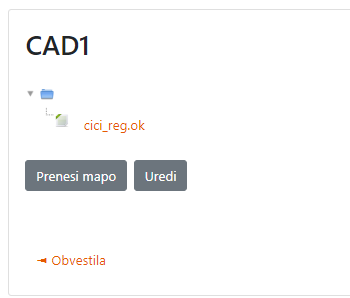 CAD1
cici_reg.ok
Prenesi mapo Uredi
◄ Obvestila